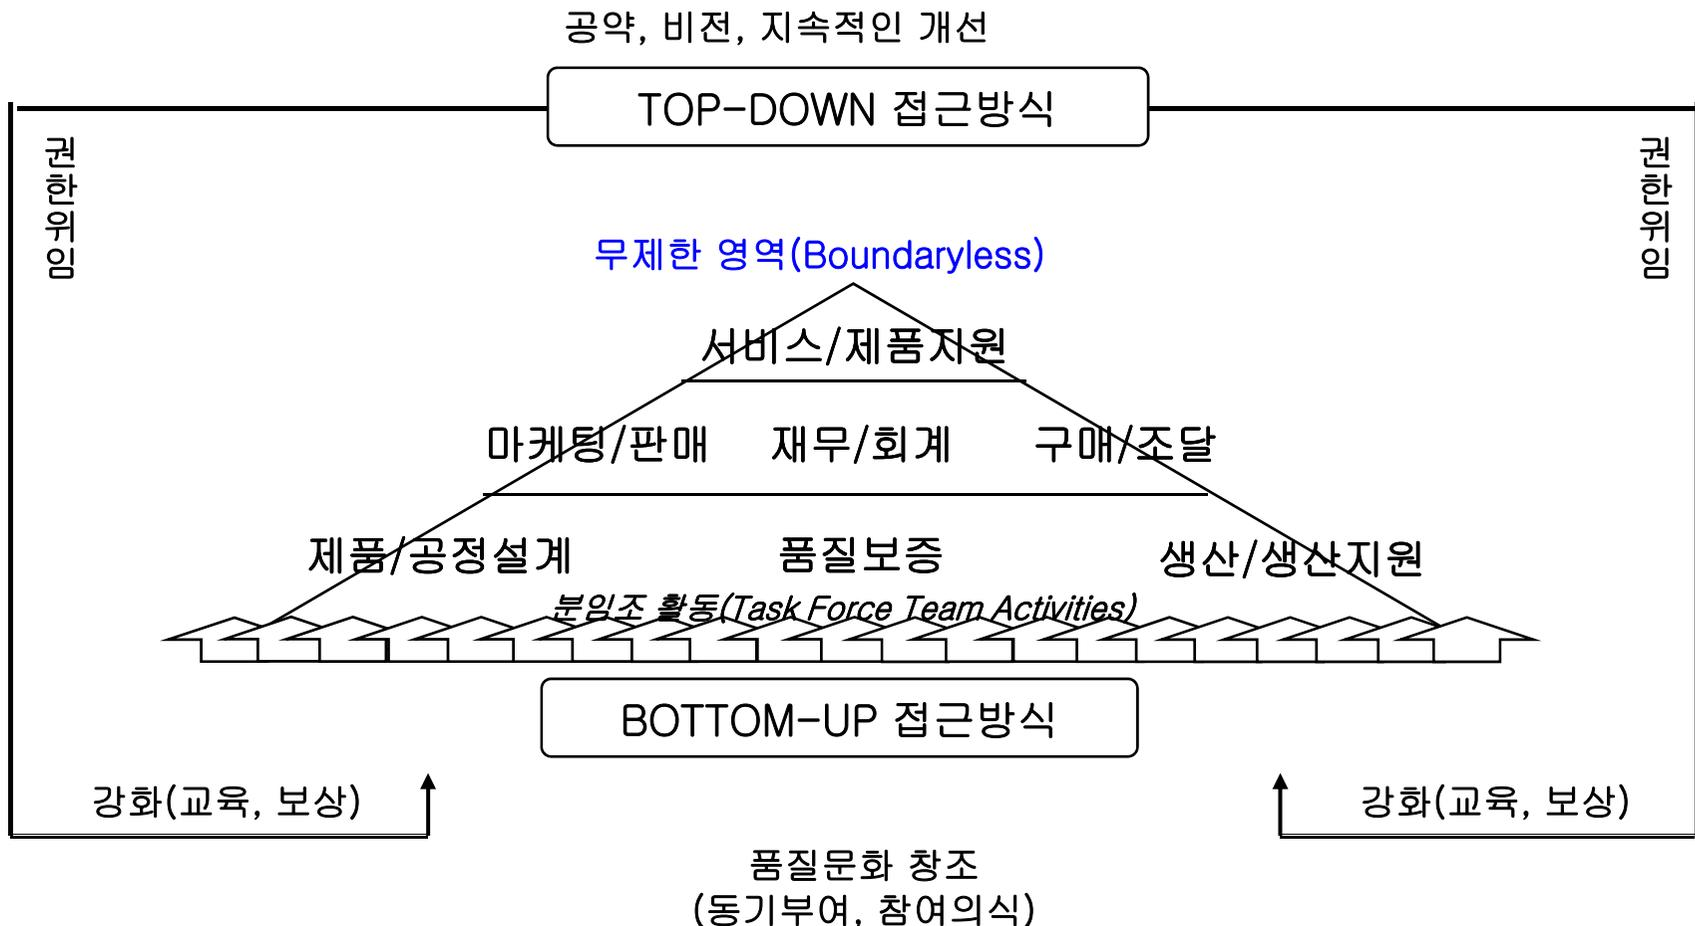 공약, 비전, 지속적인 개선
TOP-DOWN 접근방식
권한위임
권한위임
무제한 영역(Boundaryless)
서비스/제품지원
마케팅/판매 재무/회계 구매/조달
제품/공정설계 품질보증 생산/생산지원
분임조 활동(Task Force Team Activities)
BOTTOM-UP 접근방식
강화(교육, 보상) 강화(교육, 보상)
품질문화 창조
(동기부여, 참여의식)